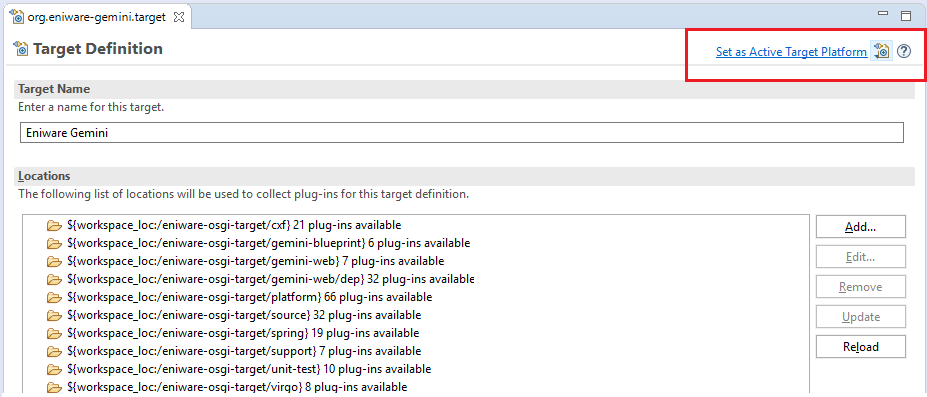 org.eniware-gemini.target
Target Definition
Set as Active Target Platform
Target Name
Enter a name for this target.
Eniware Gemini
Locations
The following list of locations will be used to collect plug-ins for this target definition.
${workspace_loc:/eniware-osgi-target/cxf} 21 plug-ins available
${workspace_loc:/eniware-osgi-target/gemini-blueprint} 6 plug-ins available
${workspace_loc:/eniware-osgi-target/gemini-web} 7 plug-ins available
${workspace_loc:/eniware-osgi-target/gemini-web/dep} 32 plug-ins available
${workspace_loc:/eniware-osgi-target/platform} 66 plug-ins available
${workspace_loc:/eniware-osgi-target/source} 32 plug-ins available
${workspace_loc:/eniware-osgi-target/spring} 19 plug-ins available
${workspace_loc:/eniware-osgi-target/support} 7 plug-ins available
${workspace_loc:/eniware-osgi-target/unit-test} 10 plug-ins available
${workspace_loc:/eniware-osgi-target/virgo} 8 plug-ins available
Add...
Edit...
Remove
Update
Reload